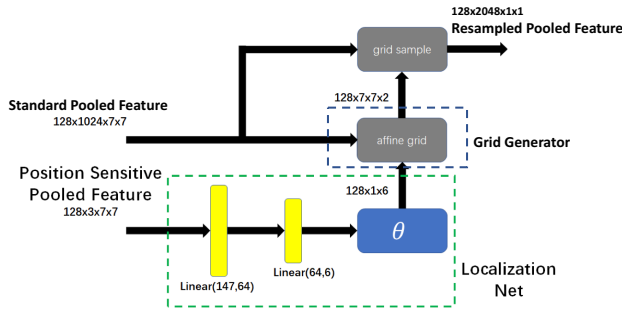 128x2048x1x1
Resampled Pooled Feature
grid sample
Standard Pooled Feature
128x1024x7x7
128x7x7x2
affine grid
Grid Generator
Position Sensitive
Pooled Feature
128x3x7x7
128x1x6
θ
Linear(147,64)
Linear(64,6)
Localization
Net